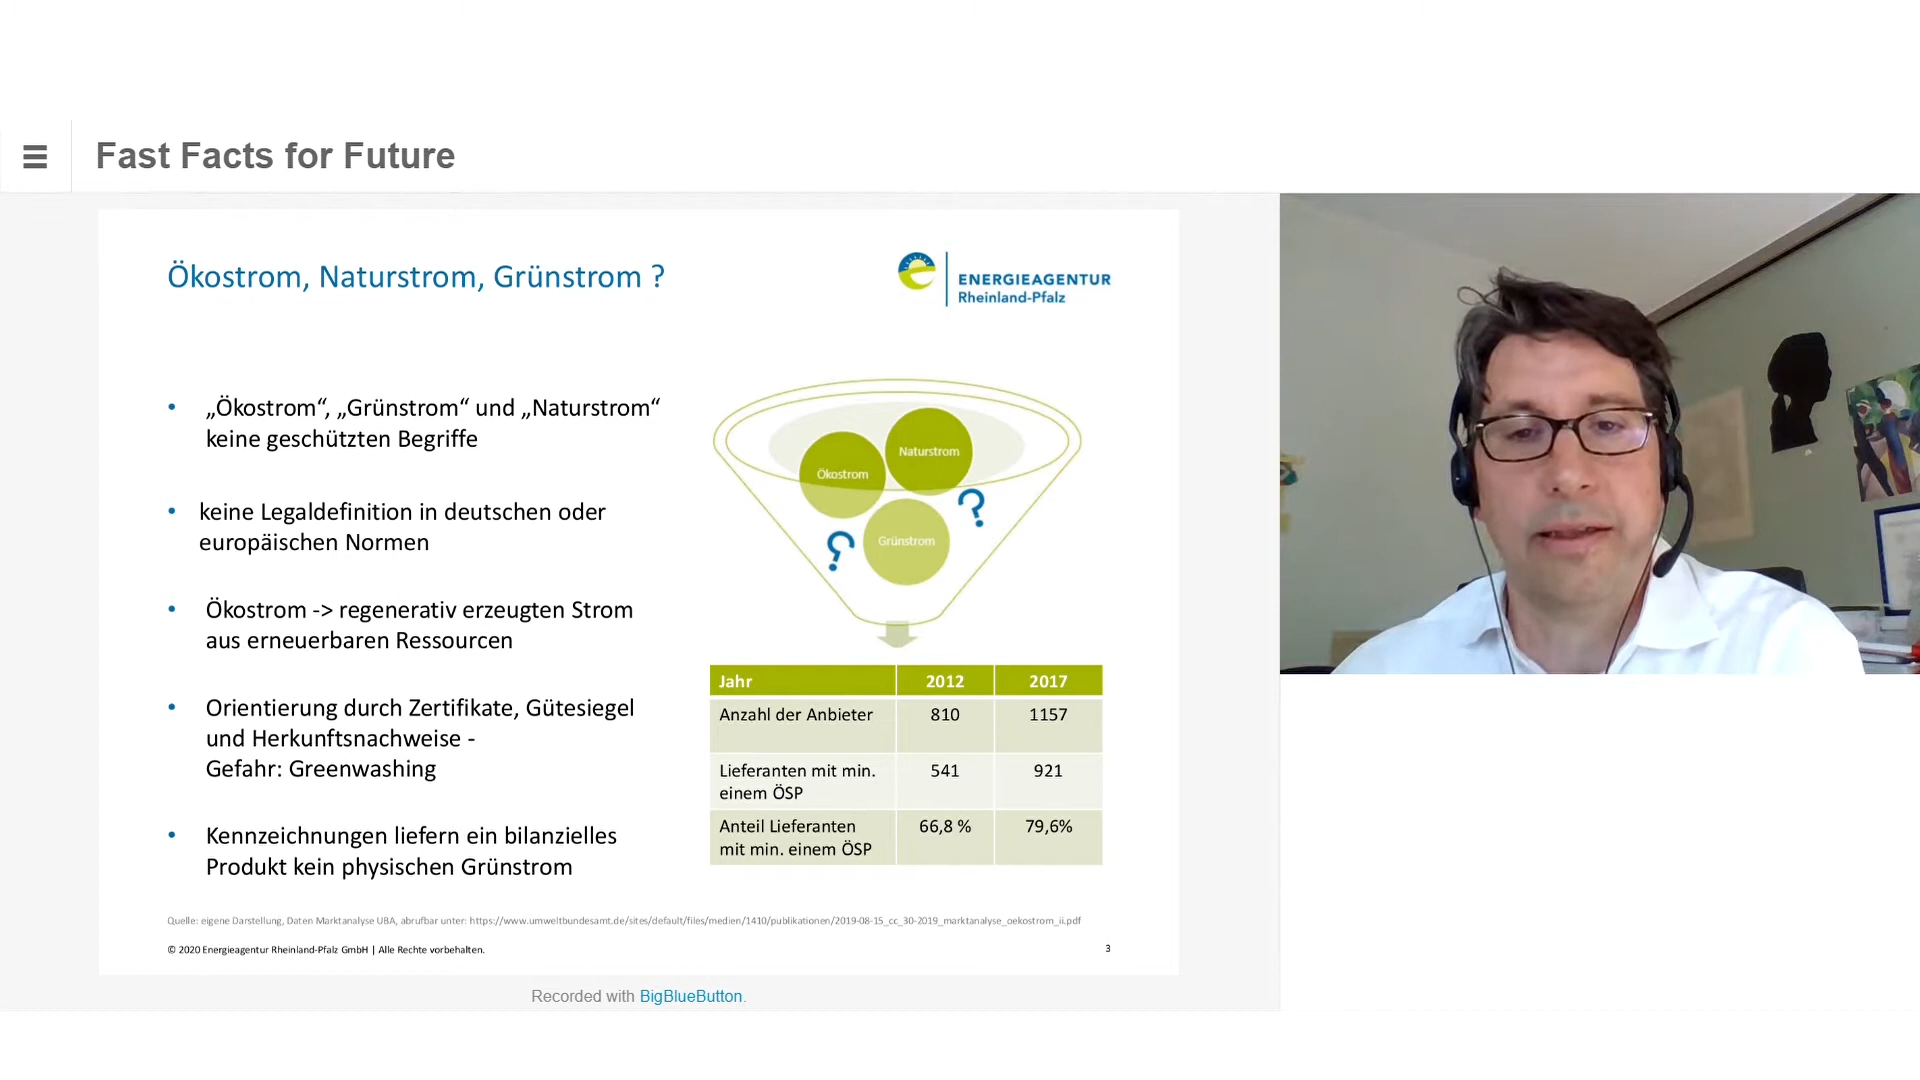 Fast Facts for Future
Ökostrom, Naturstrom, Grünstrom ?
ENERGIEAGENTUR
Rheinland-Pfalz
• „Ökostrom“, „Grünstrom“ und „Naturstrom“
keine geschützten Begriffe
• keine Legaldefinition in deutschen oder
europäischen Normen
• Ökostrom -> regenerativ erzeugten Strom
aus erneuerbaren Ressourcen
• Orientierung durch Zertifikate, Gütesiegel
und Herkunftsnachweise -
Gefahr: Greenwashing
• Kennzeichnungen liefern ein bilanzielles
Produkt kein physischen Grünstrom
Naturstrom
Ökostrom
?
Grünstrom
?
Jahr 2012 2017
Anzahl der Anbieter 810 1157
Lieferanten mit min. 541 921
einem ÖSP
Anteil Lieferanten 66,8 % 79,6%
mit min. einem ÖSP
Quelle: eigene Darstellung, Daten Marktanalyse UBA, abrufbar unter: https://www.umweltbundesamt.de/sites/default/files/medien/1410/publikationen/2019-08-15_cc_30-2019_marktanalyse_oekostrom_ii.pdf
© 2020 Energieagentur Rheinland-Pfalz GmbH | Alle Rechte vorbehalten.
3
Recorded with BigBlueButton.